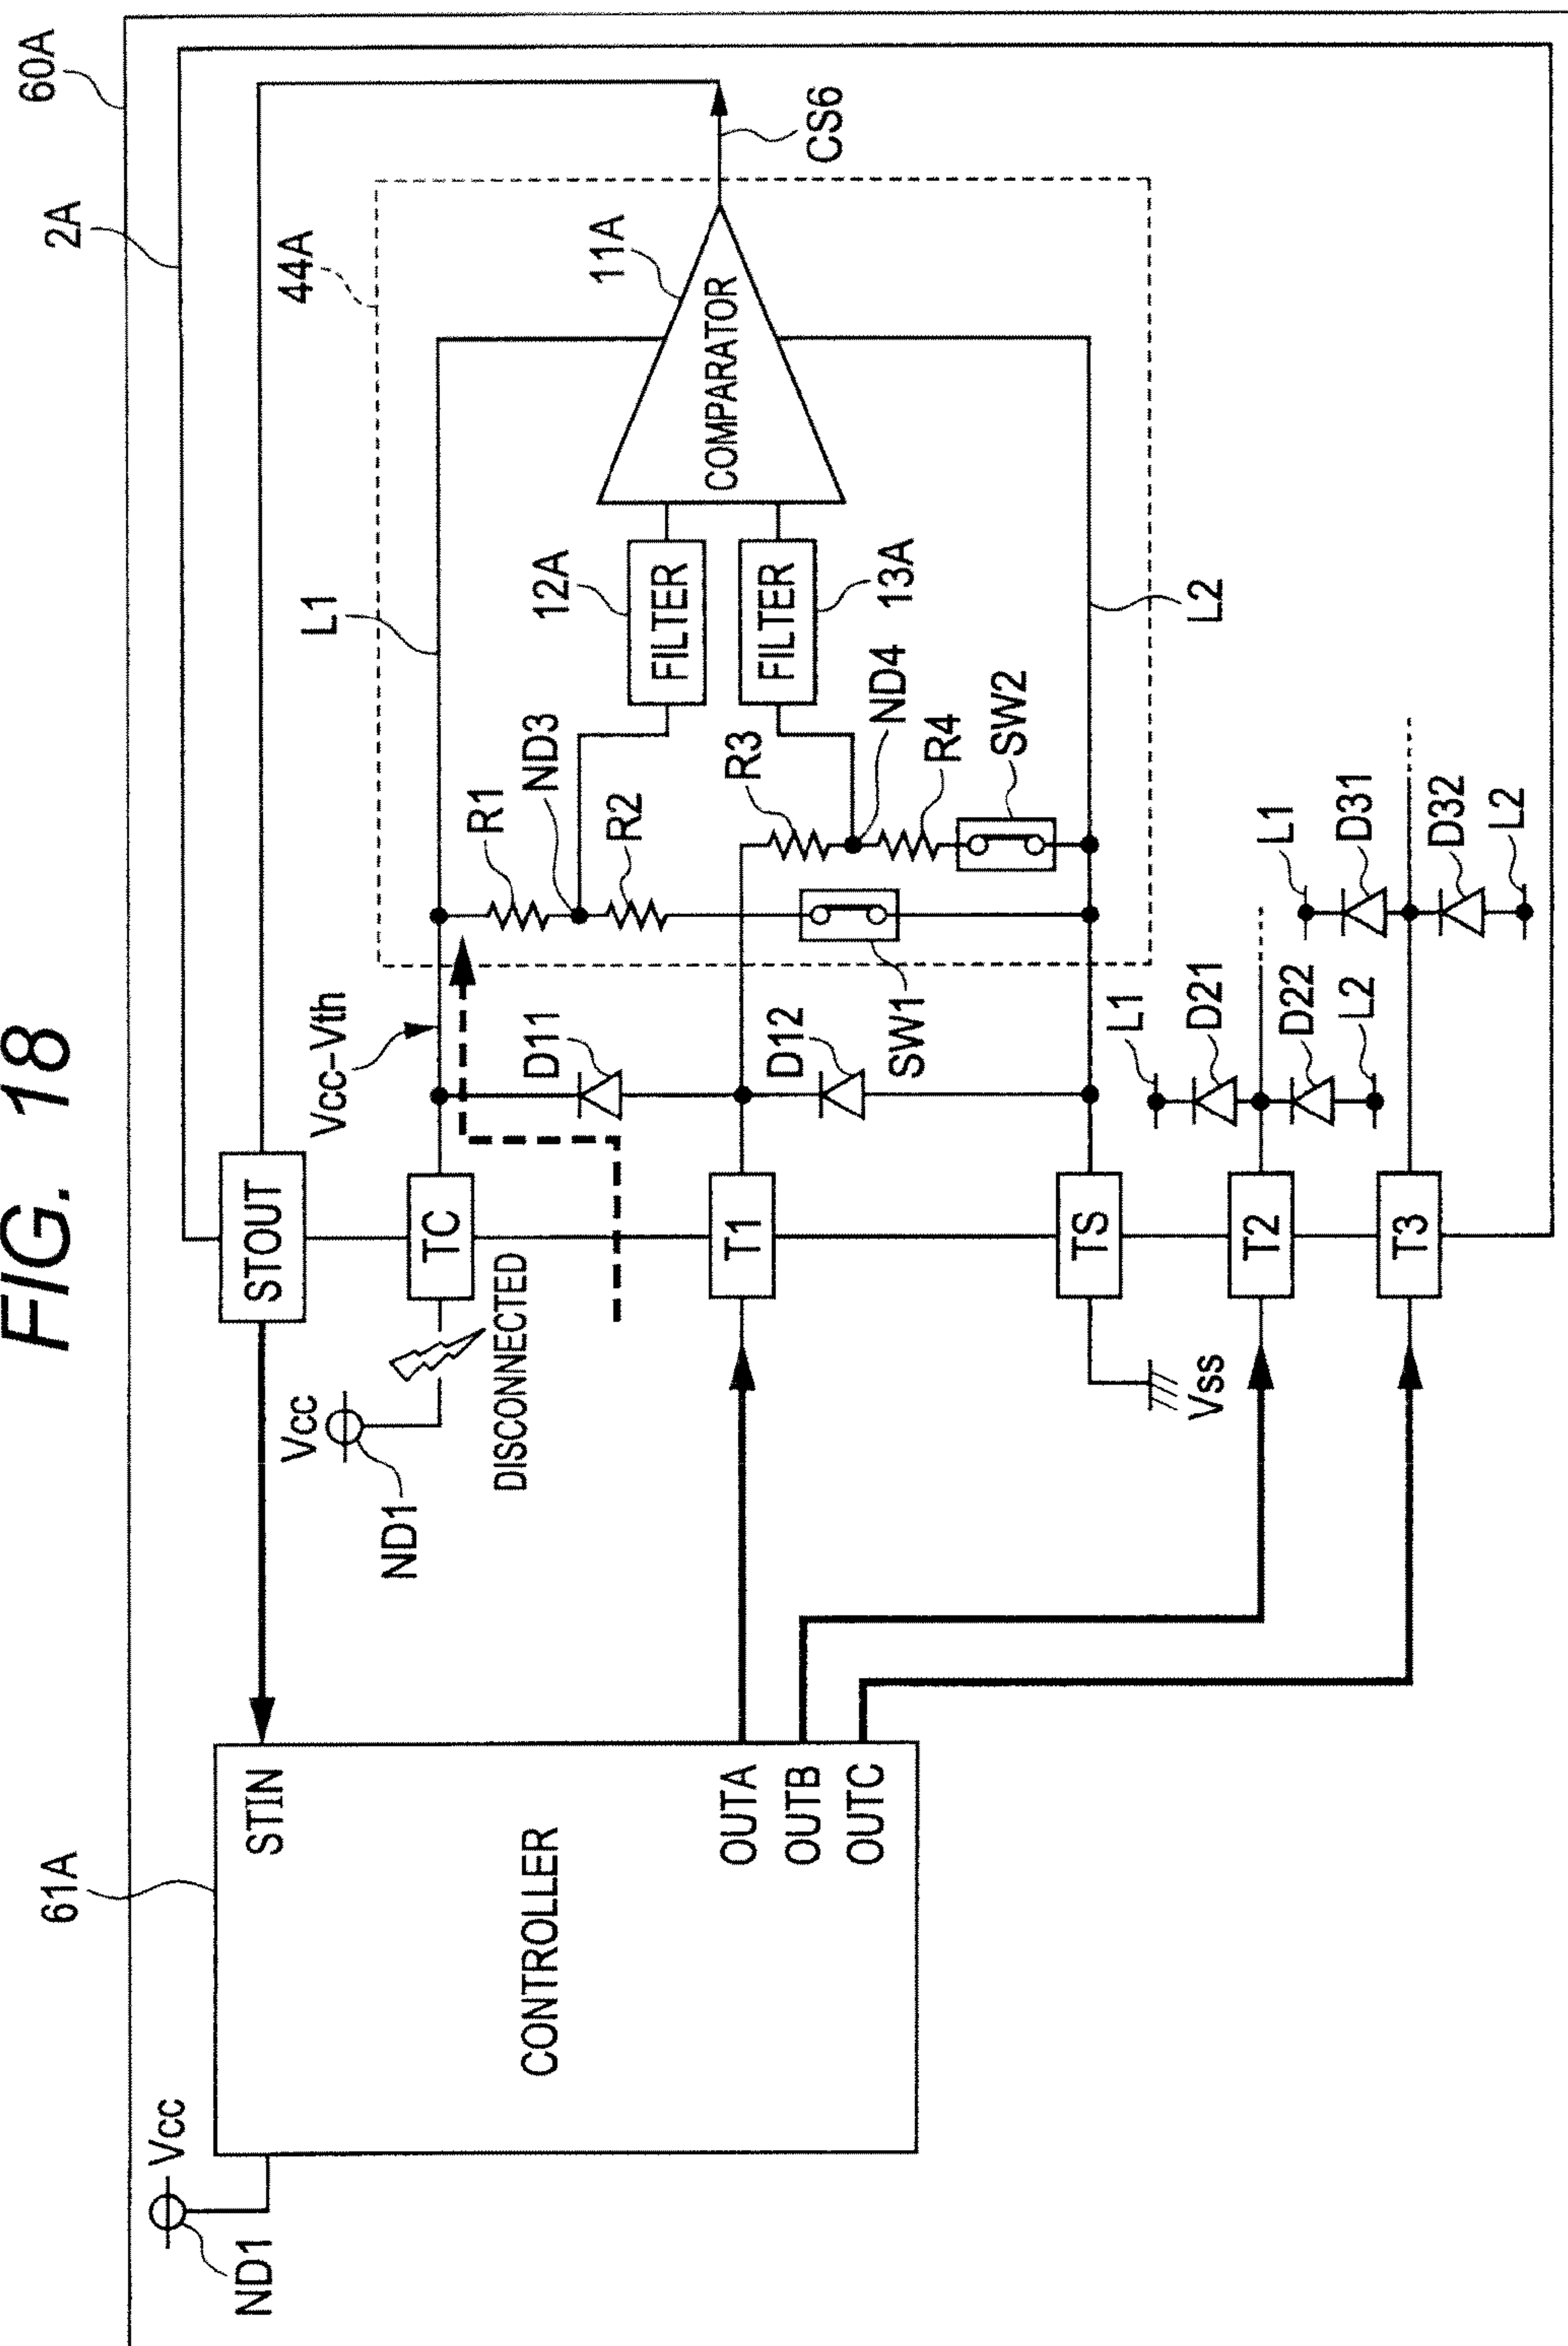 FIG. 18
60A
2A
44A
61A
STIN
CONTROLLER
OUTA
OUTB
OUTC
Vcc
ND1
Vcc
ND1
DISCONNECTED
STOUT
TC
T1
TS
T2
T3
Vss
Vcc-Vth
D11
D12
L1
R1
ND3
R2
SW1
R3
ND4
R4
SW2
12A
FILTER
FILTER
13A
11A
COMPARATOR
CS6
L2
L1
D21
D22
L2
L1
D31
D32
L2